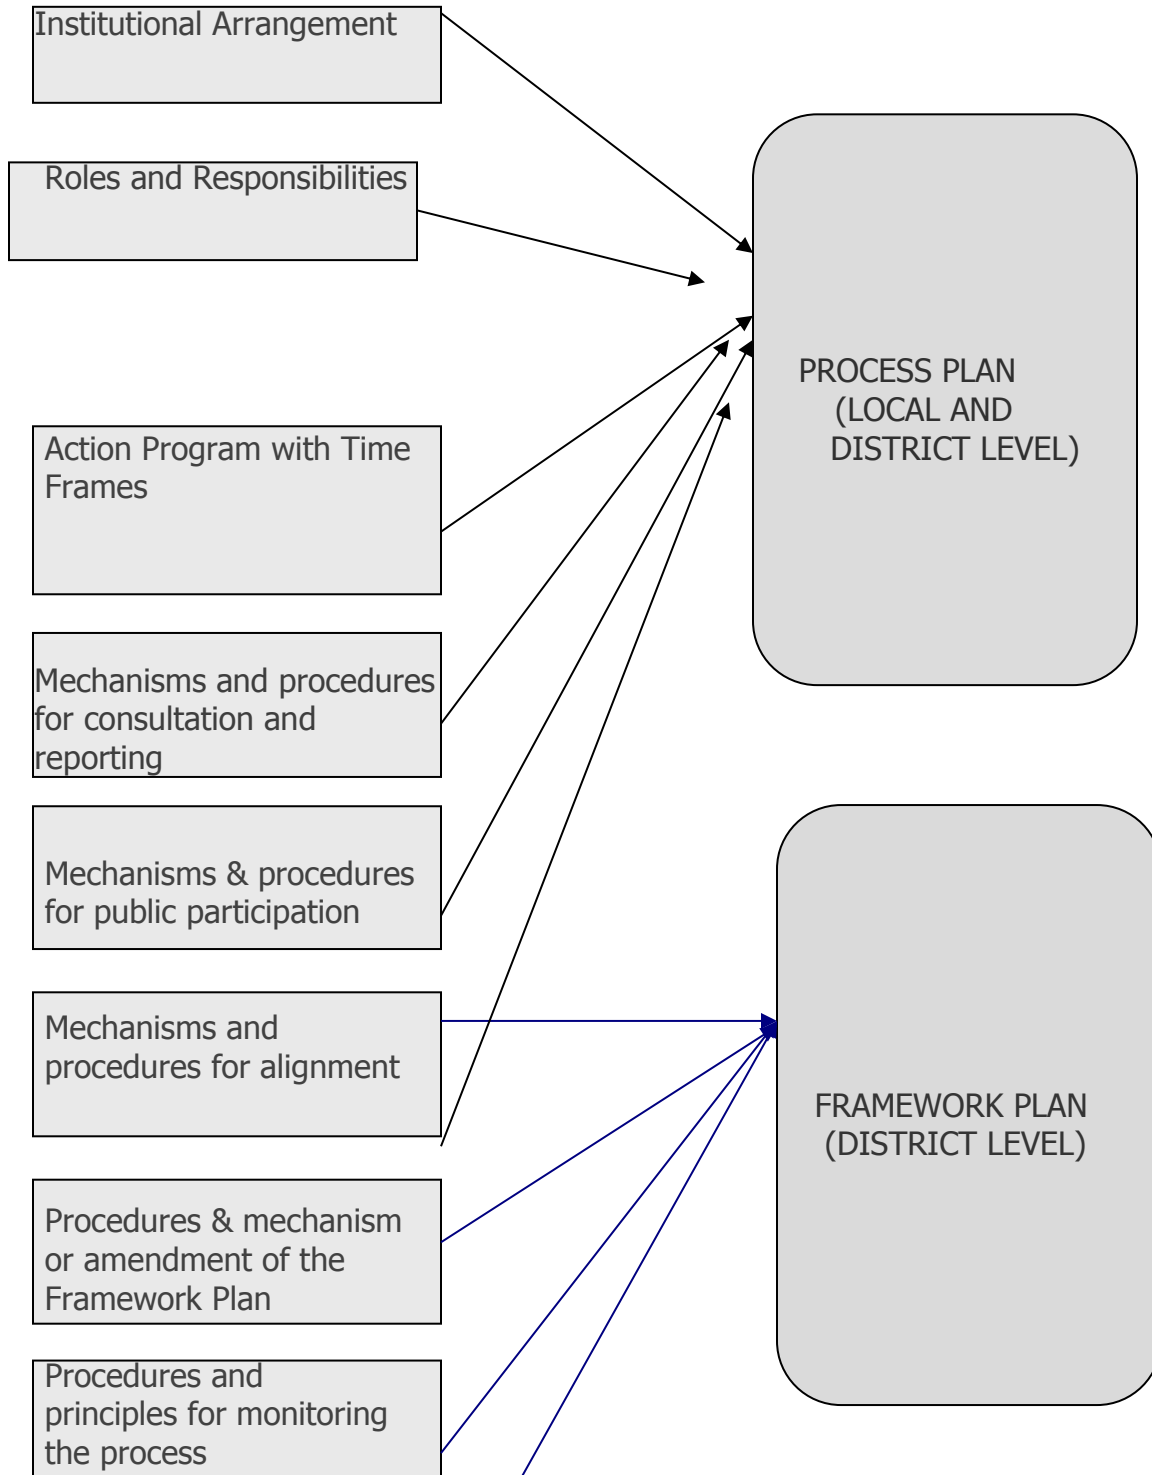 Institutional Arrangement
Roles and Responsibilities
Action Program with Time
Frames
Mechanisms and procedures
for consultation and
reporting
Mechanisms & procedures
for public participation
Mechanisms and
procedures for alignment
Procedures & mechanism
or amendment of the
Framework Plan
Procedures and
principles for monitoring
the process
PROCESS PLAN
(LOCAL AND
DISTRICT LEVEL)
FRAMEWORK PLAN
(DISTRICT LEVEL)